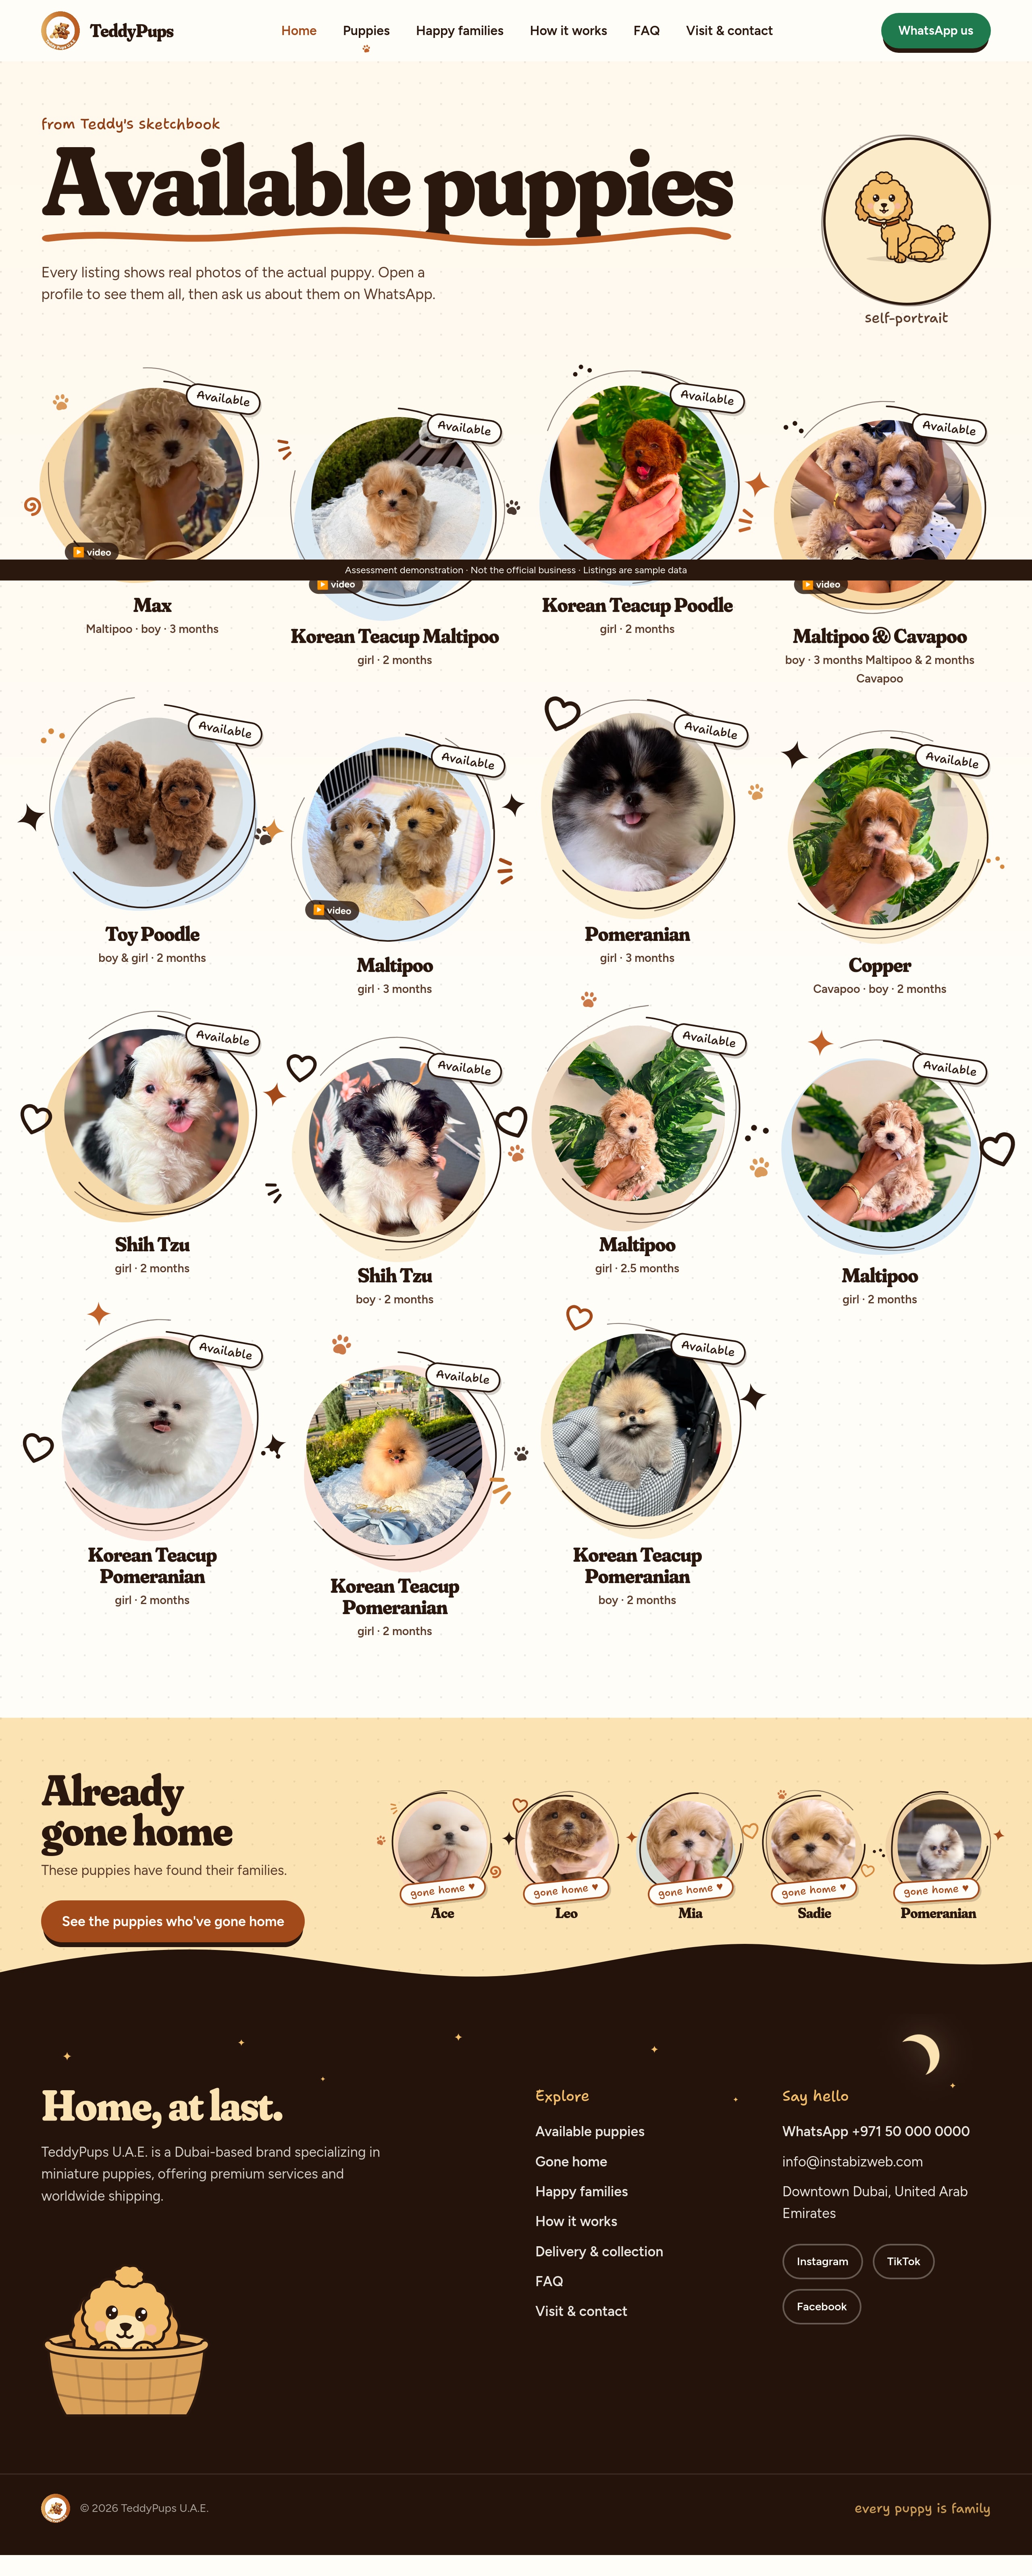 TeddyPups
Home
Puppies
Happy families
How it works
FAQ
Visit & contact
WhatsApp us
from Teddy's sketchbook
Available puppies
Every listing shows real photos of the actual puppy. Open a
profile to see them all, then ask us about them on WhatsApp.
self-portrait
Available
Available
Available
Available
video
Assessment demonstration · Not the official business · Listings are sample data
video
video
Max
Maltipoo · boy · 3 months
Korean Teacup Maltipoo
girl · 2 months
Korean Teacup Poodle
girl · 2 months
Maltipoo & Cavapoo
boy · 3 months Maltipoo & 2 months
Cavapoo
Available
Available
Available
Available
video
Toy Poodle
boy & girl · 2 months
Maltipoo
girl · 3 months
Pomeranian
girl · 3 months
Copper
Cavapoo · boy · 2 months
Available
Available
Available
Available
Shih Tzu
girl · 2 months
Shih Tzu
boy · 2 months
Maltipoo
girl · 2.5 months
Maltipoo
girl · 2 months
Available
Available
Available
Korean Teacup
Pomeranian
girl · 2 months
Korean Teacup
Pomeranian
girl · 2 months
Korean Teacup
Pomeranian
boy · 2 months
Already
gone home
These puppies have found their families.
See the puppies who've gone home
gone home ♥
Ace
gone home ♥
Leo
gone home ♥
Mia
gone home ♥
Sadie
gone home ♥
Pomeranian
Home, at last.
TeddyPups U.A.E. is a Dubai-based brand specializing in
miniature puppies, offering premium services and
worldwide shipping.
Explore
Available puppies
Gone home
Happy families
How it works
Delivery & collection
FAQ
Visit & contact
Say hello
WhatsApp +971 50 000 0000
info@instabizweb.com
Downtown Dubai, United Arab
Emirates
Instagram
TikTok
Facebook
© 2026 TeddyPups U.A.E.
every puppy is family